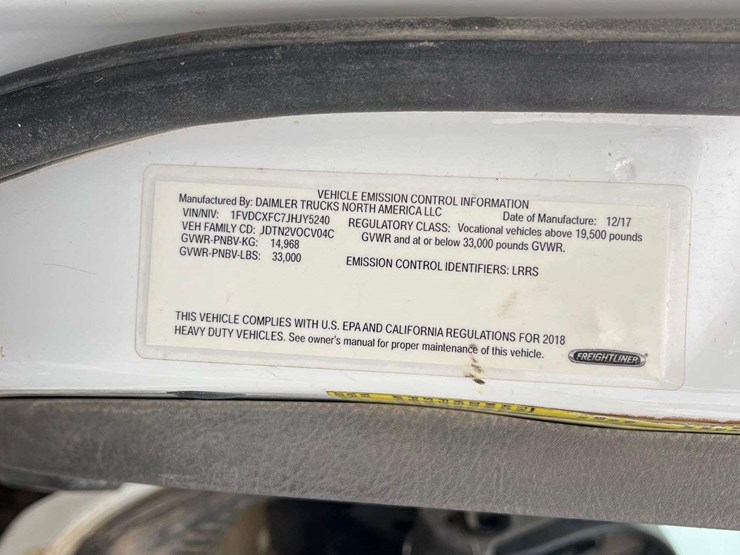 VEHICLE EMISSION CONTROL INFORMATION
Manufactured By: DAIMLER TRUCKS NORTH AMERICA LLC Date of Manufacture: 12/17
VIN/NIV: 1FVDCXFC7JHJY5240 REGULATORY CLASS: Vocational vehicles above 19,500 pounds
VEH FAMILY CD: JDTN2VOCV04C GVWR and at or below 33,000 pounds GVWR.
GVWR-PNBV-KG: 14,968
GVWR-PNBV-LBS: 33,000 EMISSION CONTROL IDENTIFIERS: LRRS
THIS VEHICLE COMPLIES WITH U.S. EPA AND CALIFORNIA REGULATIONS FOR 2018
HEAVY DUTY VEHICLES. See owner's manual for proper maintenance of this vehicle.
FREIGHTLINER